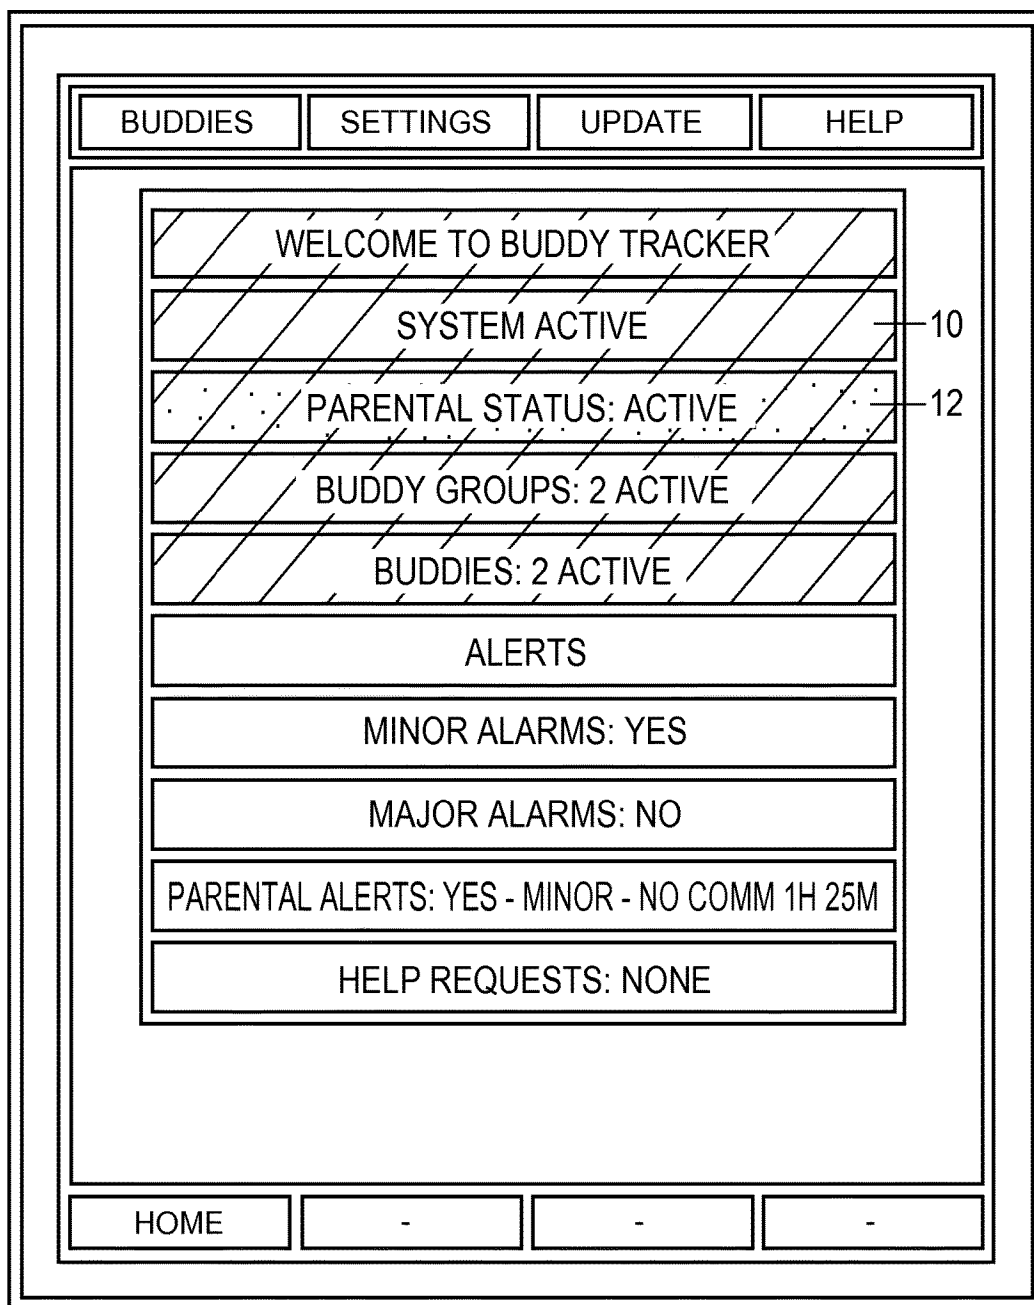 BUDDIES SETTINGS UPDATE HELP
WELCOME TO BUDDY TRACKER
SYSTEM ACTIVE 10
PARENTAL STATUS: ACTIVE 12
BUDDY GROUPS: 2 ACTIVE
BUDDIES: 2 ACTIVE
ALERTS
MINOR ALARMS: YES
MAJOR ALARMS: NO
PARENTAL ALERTS: YES - MINOR - NO COMM 1H 25M
HELP REQUESTS: NONE
HOME - - -